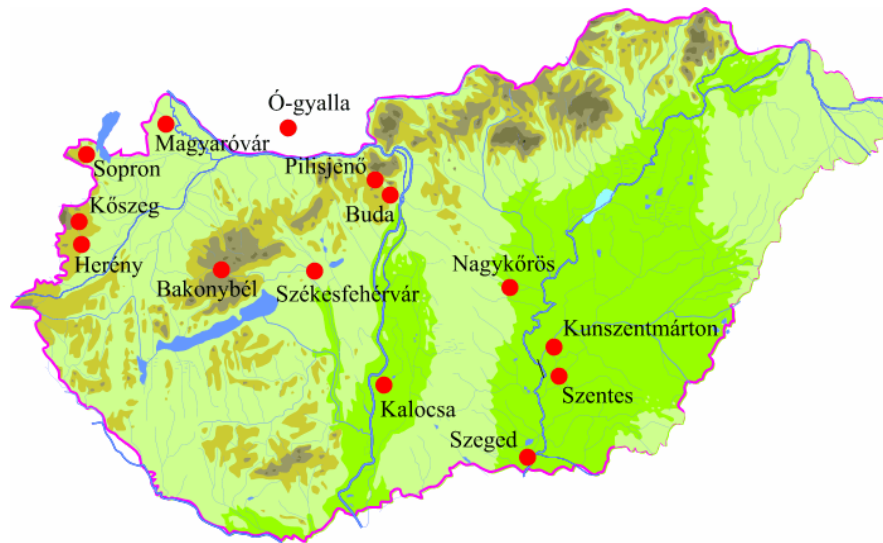 Ó-gyalla
Magyaróvár
Sopron
Pilisjenő
Buda
Kőszeg
Herény
Bakonybél
Székesfehérvár
Nagykőrös
Kunszentmárton
Szentes
Kalocsa
Szeged